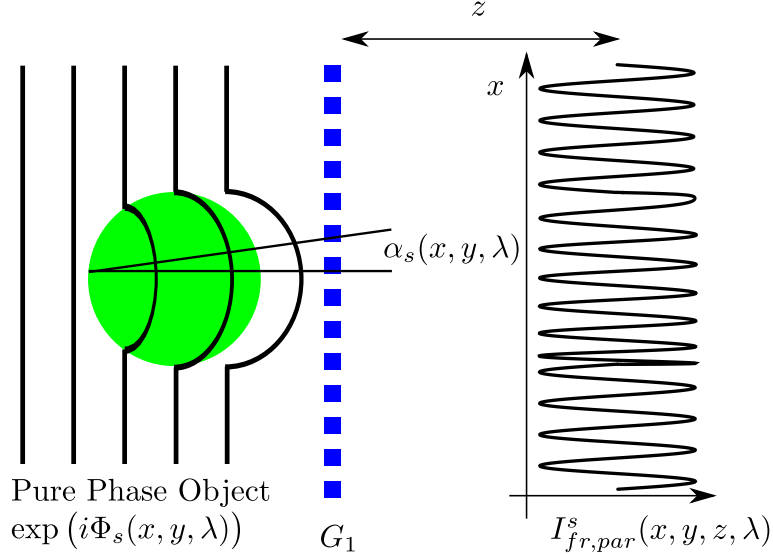 z
x
α_s(x, y, λ)
Pure Phase Object
exp (iΦ_s(x, y, λ))
G_1
I^s_{fr,par}(x, y, z, λ)